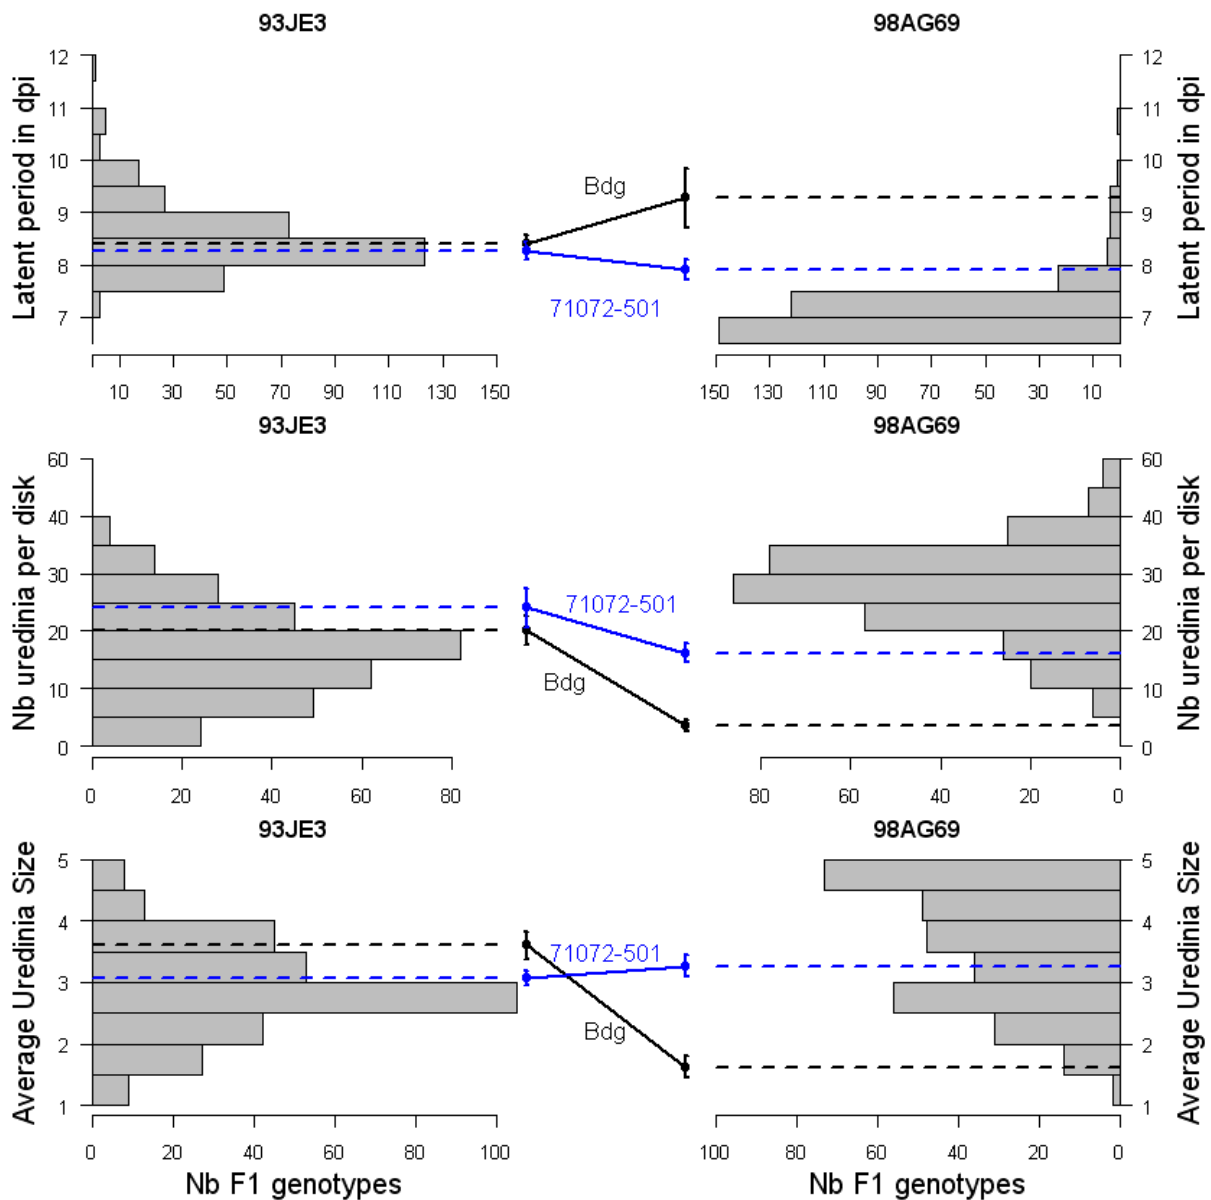 93JE3
98AG69
Latent period in dpi
12
11
10
9
8
7
10 30 50 70 90 110 130 150
Bdg
71072-501
150 130 110 90 70 50 30 10
12
11
10
9
8
7
Latent period in dpi
93JE3
98AG69
Nb uredinia per disk
60
40
30
20
10
0
0 20 40 60 80
71072-501
Bdg
80 60 40 20 0
60
40
30
20
10
0
Nb uredinia per disk
93JE3
98AG69
Average Uredinia Size
5
4
3
2
1
0 20 40 60 80 100
71072-501
Bdg
100 80 60 40 20 0
5
4
3
2
1
Average Uredinia Size
Nb F1 genotypes
Nb F1 genotypes